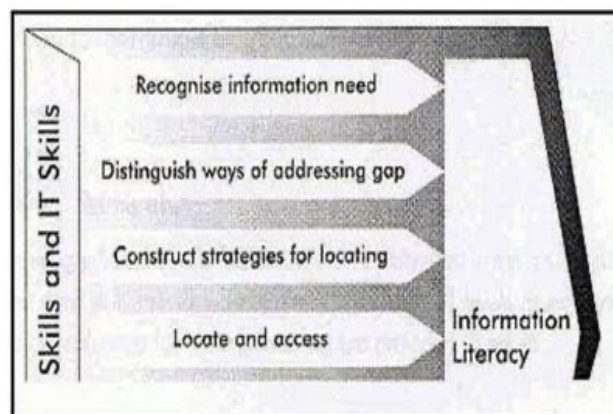 Skills and IT Skills
Recognise information need
Distinguish ways of addressing gap
Construct strategies for locating
Locate and access
Information
Literacy